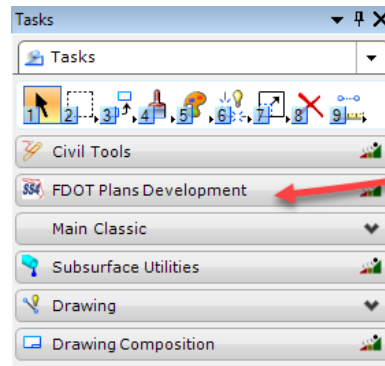 Tasks
Tasks
1 2 3 4 5 6 7 8 9
Civil Tools
SS4 FDOT Plans Development
Main Classic
Subsurface Utilities
Drawing
Drawing Composition